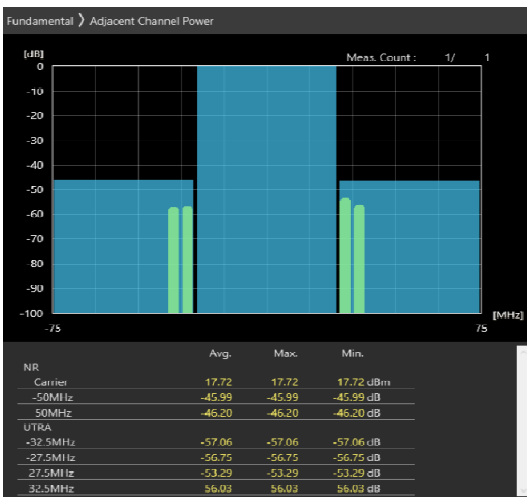 Fundamental 》 Adjacent Channel Power
[dB]
Meas. Count : 1/ 1
0
-10
-20
-30
-40
-50
-60
-70
80
-90
-100
[MHz]
-75 75
Avg. Max. Min.
NR
Carrier 17.72 17.72 17.72 dBm
-50MHz -45.99 -45.99 -45.99 dB
50MHz -46.20 -46.20 -46.20 dB
UTRA
-32.5MHz -57.06 -57.06 -57.06 dB
-27.5MHz -56.75 -56.75 -56.75 dB
27.5MHz -53.29 -53.29 -53.29 dB
32.5MHz 56.03 56.03 56.03 dB